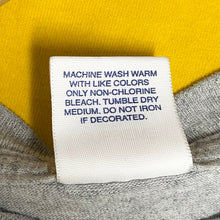 MACHINE WASH WARM
WITH LIKE COLORS
ONLY NON-CHLORINE
BLEACH. TUMBLE DRY
MEDIUM. DO NOT IRON
IF DECORATED.